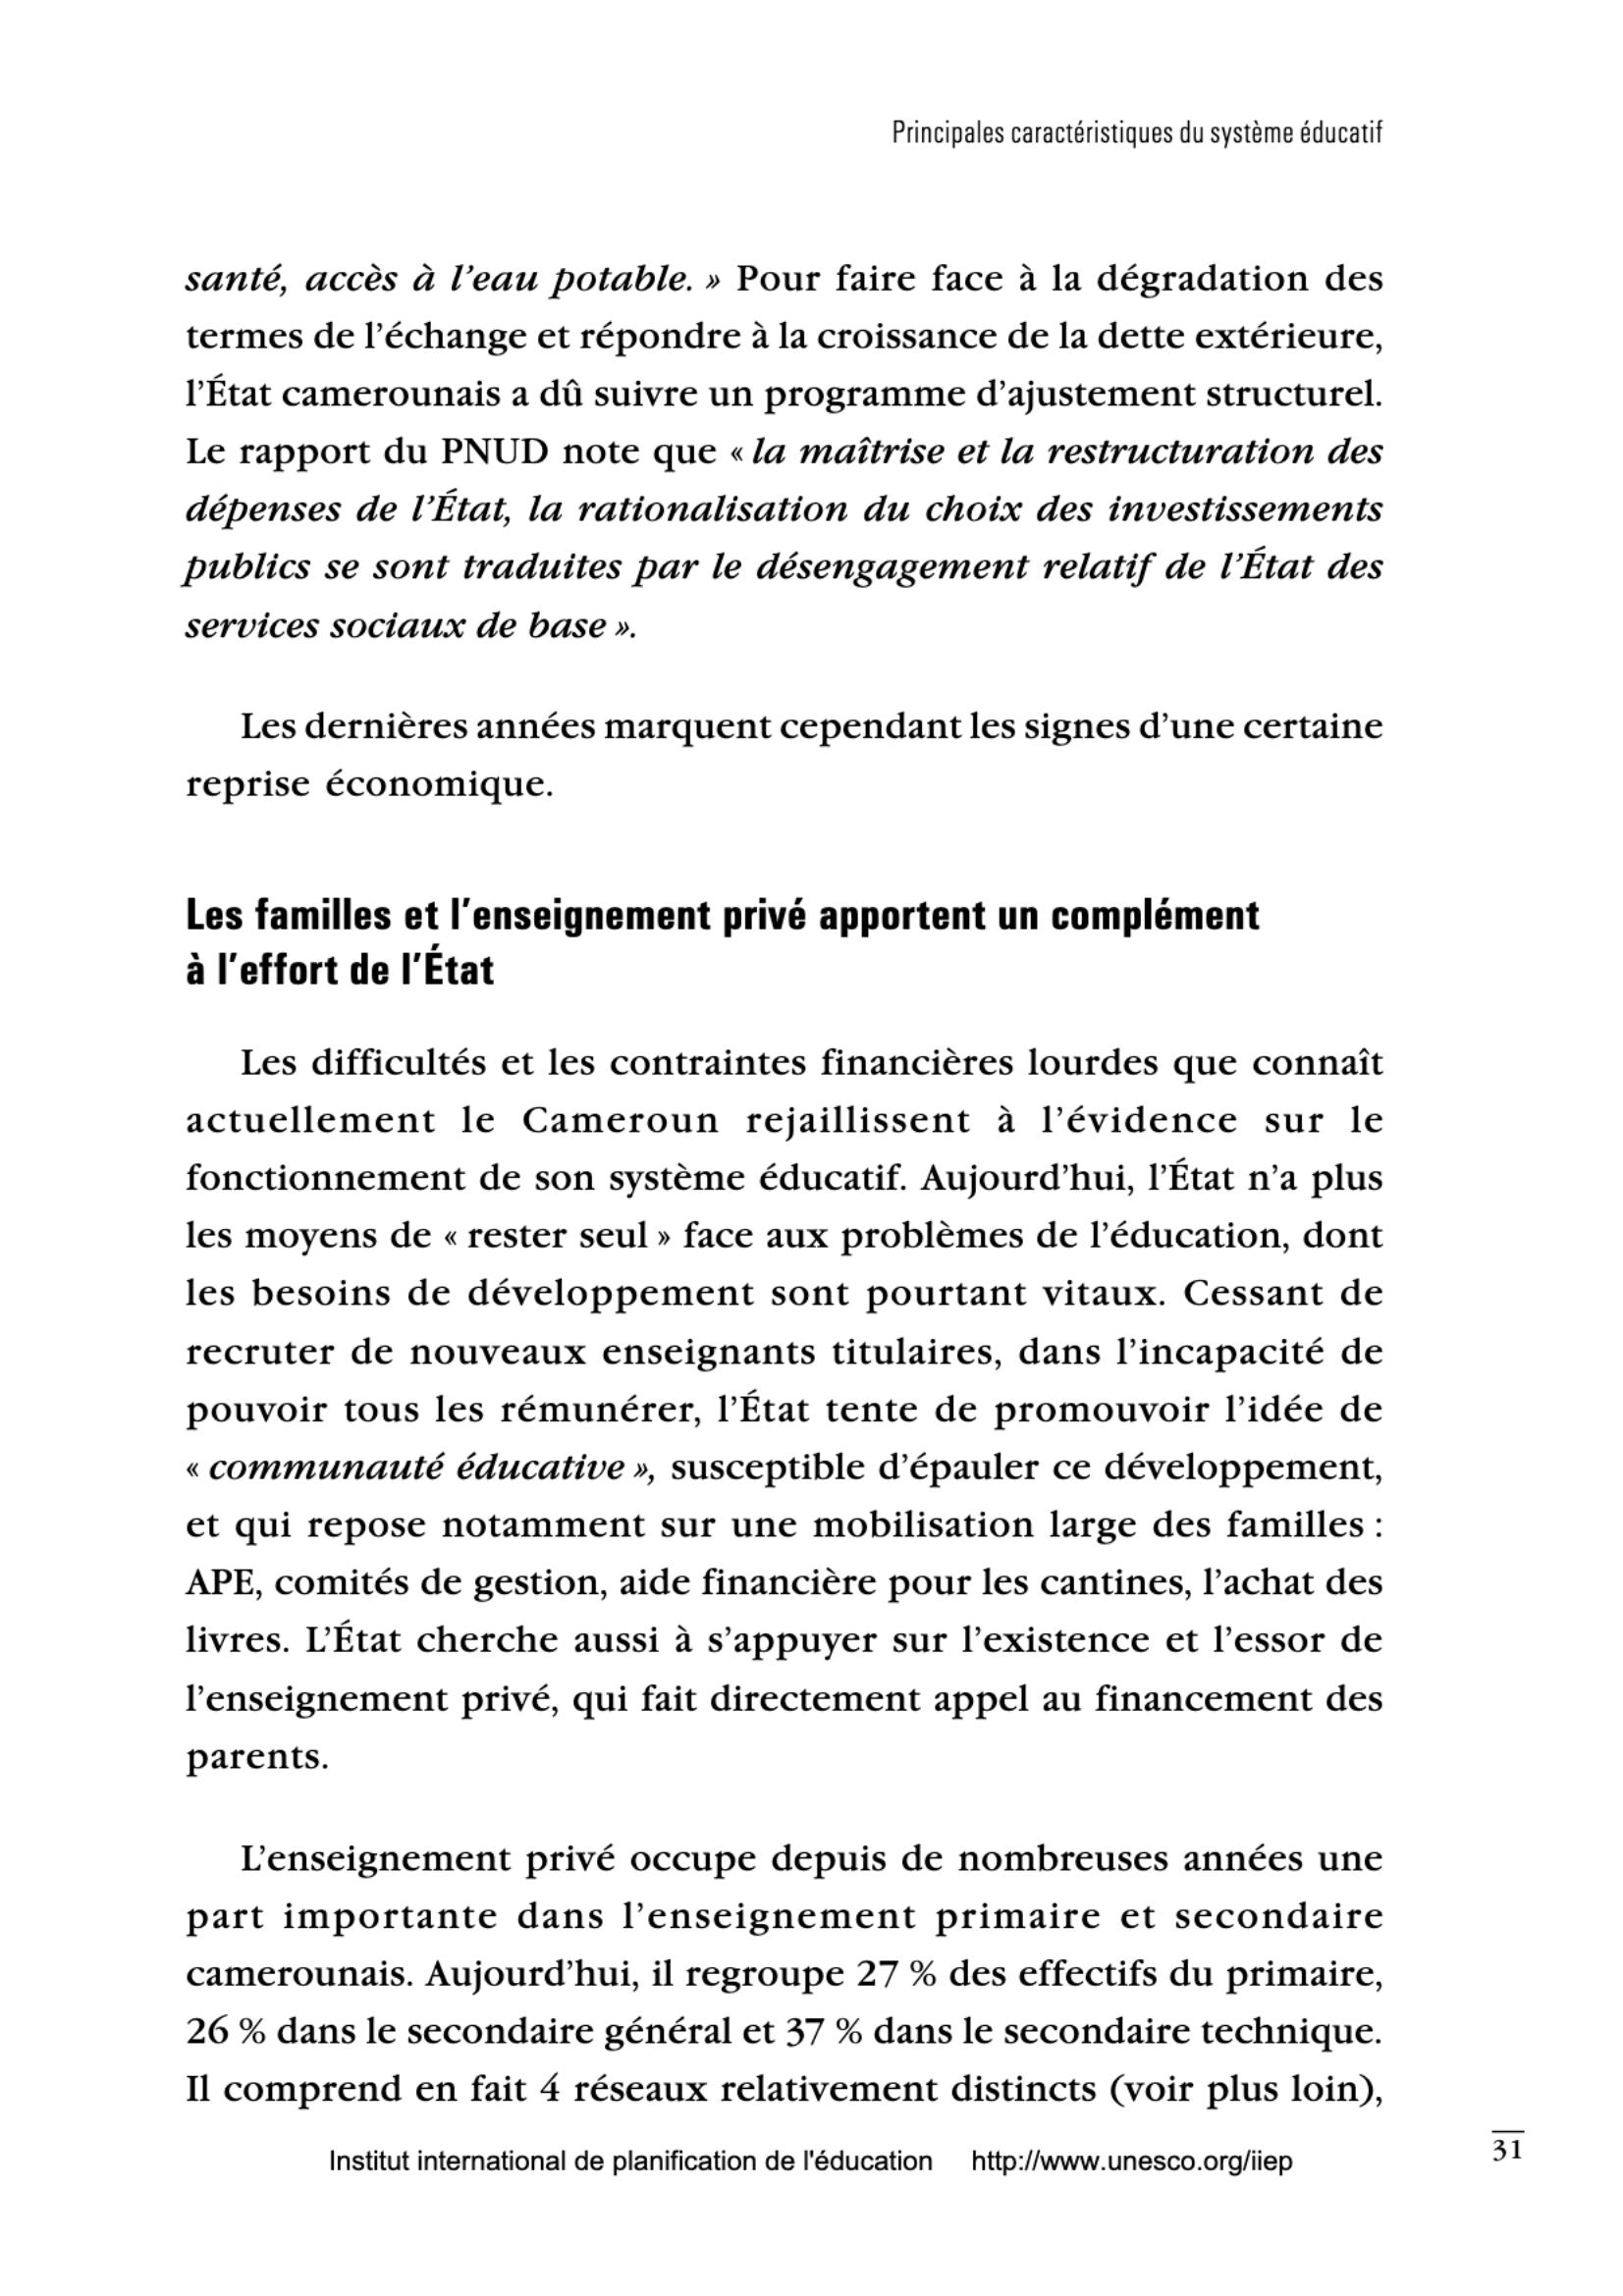 Principales caractéristiques du système éducatif
santé, accès à l'eau potable. » Pour faire face à la dégradation des
termes de l'échange et répondre à la croissance de la dette extérieure,
l'État camerounais a dû suivre un programme d'ajustement structurel.
Le rapport du PNUD note que « la maîtrise et la restructuration des
dépenses de l'État, la rationalisation du choix des investissements
publics se sont traduites par le désengagement relatif de l'État des
services sociaux de base ».
Les dernières années marquent cependant les signes d'une certaine
reprise économique.
Les familles et l'enseignement privé apportent un complément
à l'effort de l'État
Les difficultés et les contraintes financières lourdes que connaît
actuellement le Cameroun rejaillissent à l'évidence sur le
fonctionnement de son système éducatif. Aujourd'hui, l'État n'a plus
les moyens de « rester seul » face aux problèmes de l'éducation, dont
les besoins de développement sont pourtant vitaux. Cessant de
recruter de nouveaux enseignants titulaires, dans l'incapacité de
pouvoir tous les rémunérer, l'État tente de promouvoir l'idée de
« communauté éducative », susceptible d'épauler ce développement,
et qui repose notamment sur une mobilisation large des familles :
APE, comités de gestion, aide financière pour les cantines, l'achat des
livres. L'État cherche aussi à s'appuyer sur l'existence et l'essor de
l'enseignement privé, qui fait directement appel au financement des
parents.
L'enseignement privé occupe depuis de nombreuses années une
part importante dans l'enseignement primaire et secondaire
camerounais. Aujourd'hui, il regroupe 27 % des effectifs du primaire,
26 % dans le secondaire général et 37 % dans le secondaire technique.
Il comprend en fait 4 réseaux relativement distincts (voir plus loin),
31
Institut international de planification de l'éducation http://www.unesco.org/iiep